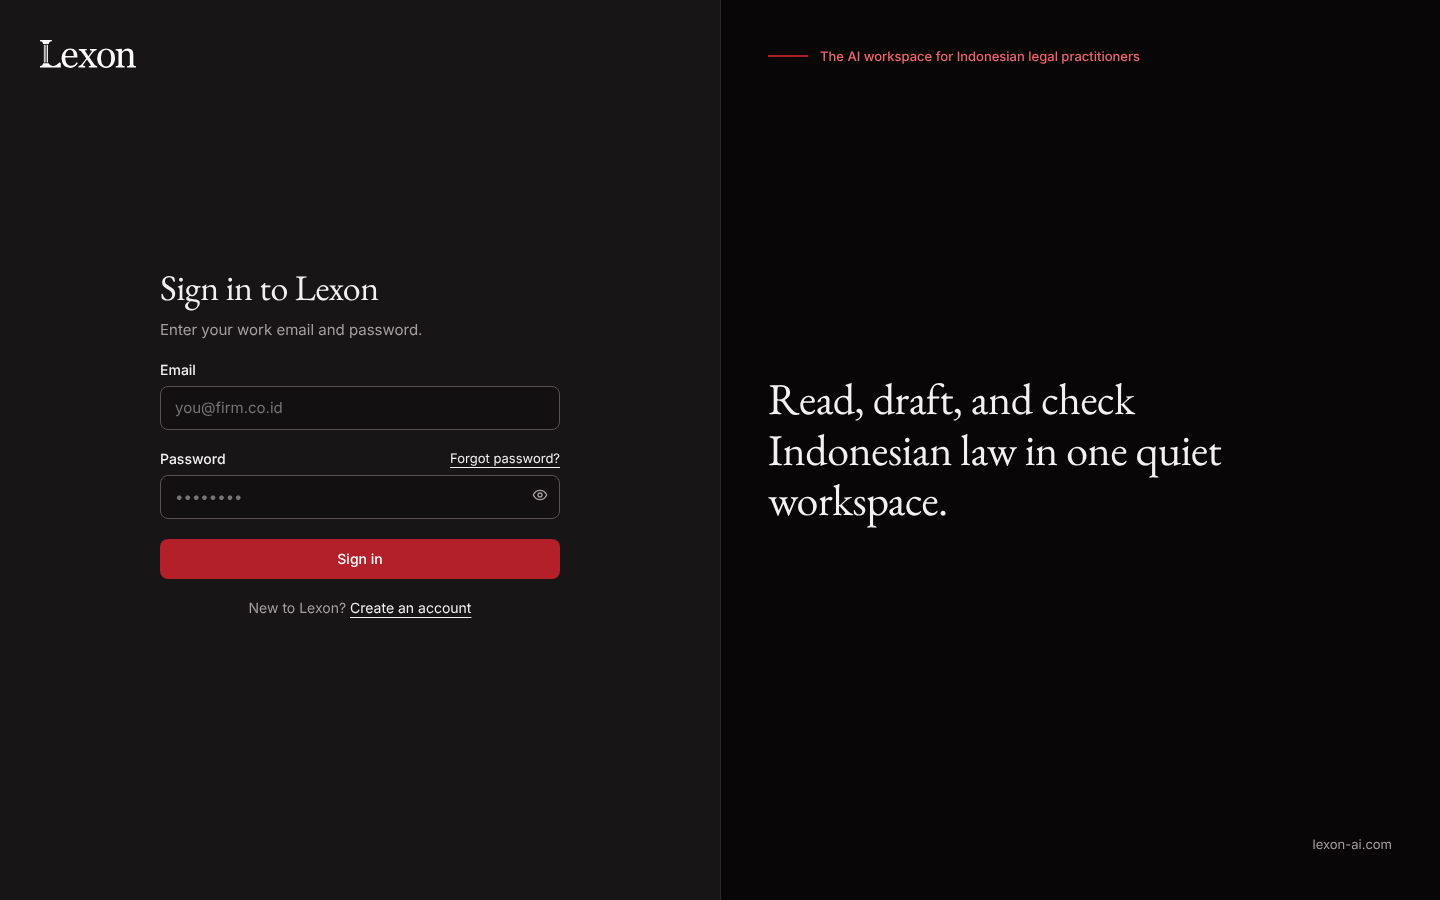 Lexon
Sign in to Lexon
Enter your work email and password.
Email
you@firm.co.id
Password
Forgot password?
••••••••
Sign in
New to Lexon? Create an account
The AI workspace for Indonesian legal practitioners
Read, draft, and check
Indonesian law in one quiet
workspace.
lexon-ai.com